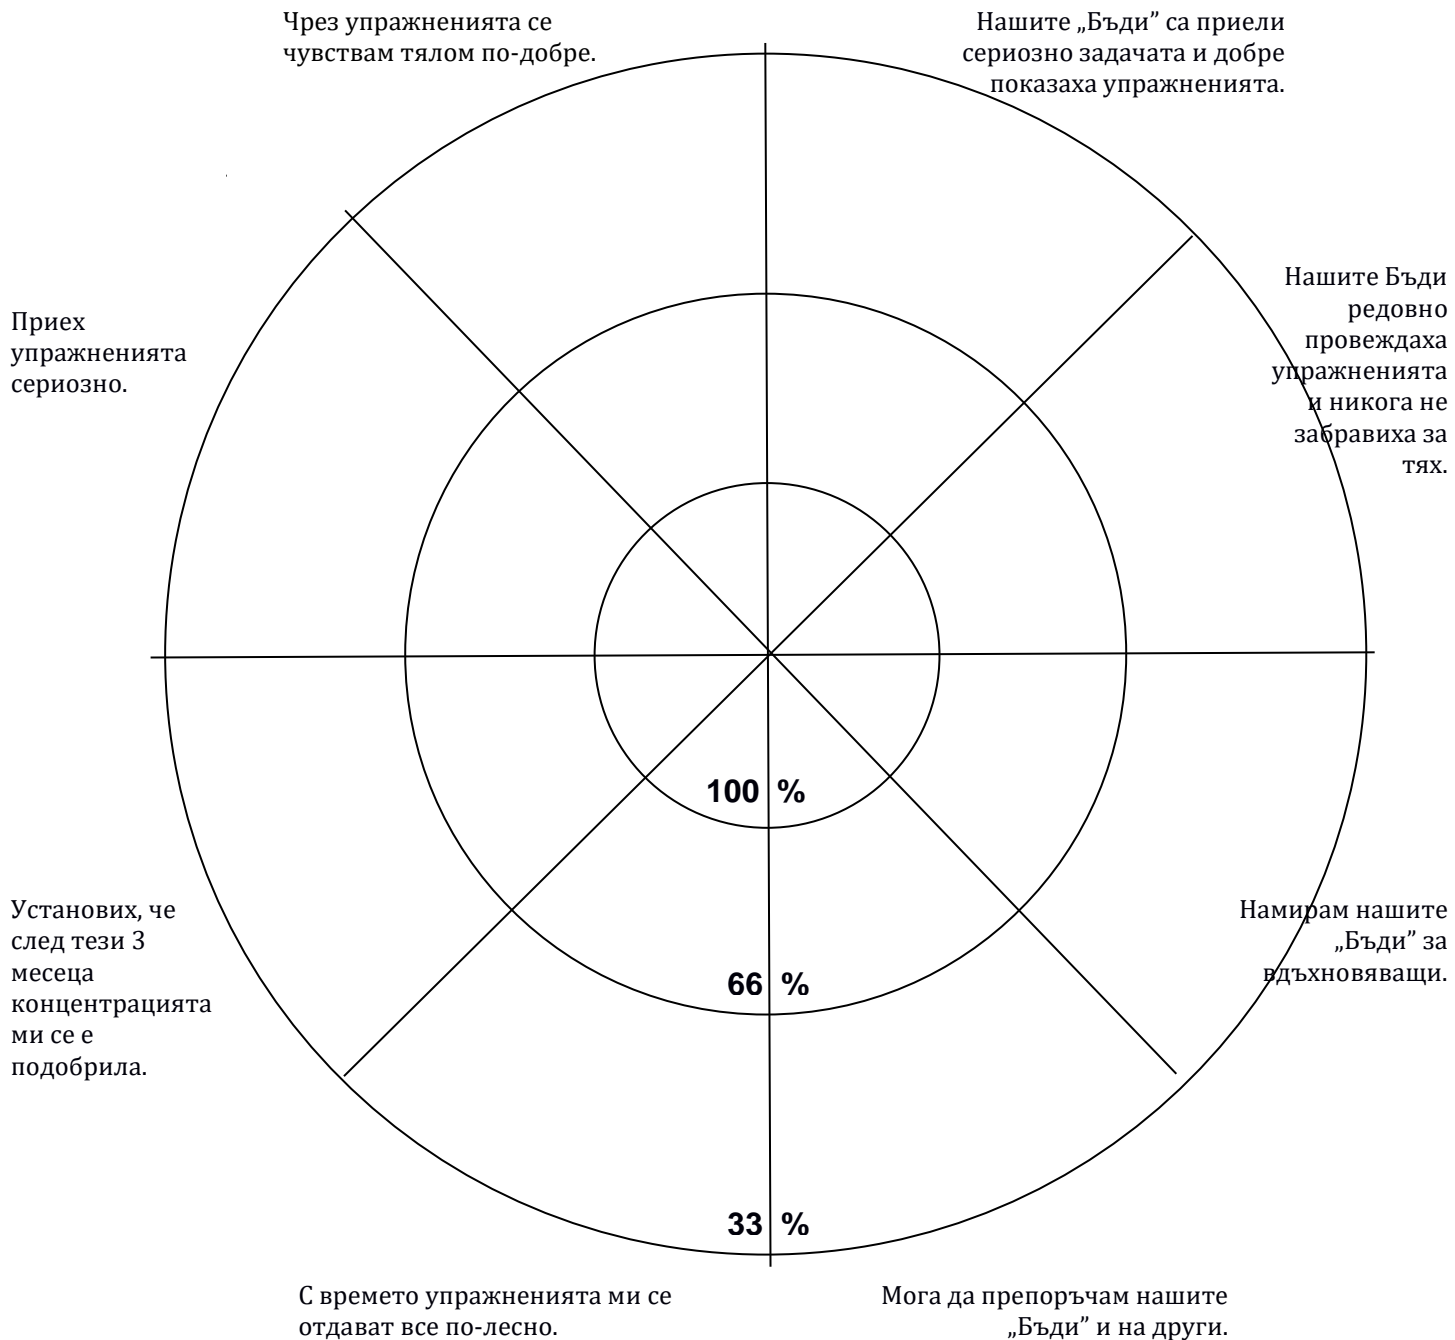 Чрез упражненията се
чувствам тялом по-добре.
Нашите „Бъди” са приели
сериозно задачата и добре
показаха упражненията.
Приех
упражненията
сериозно.
Нашите Бъди
редовно
провеждаха
упражненията
и никога не
забравиха за
тях.
100 %
Установих, че
след тези 3
месеца
концентрацията
ми се е
подобрила.
Намирам нашите
„Бъди” за
вдъхновяващи.
66 %
33 %
С времето упражненията ми се
отдават все по-лесно.
Мога да препоръчам нашите
„Бъди” и на други.